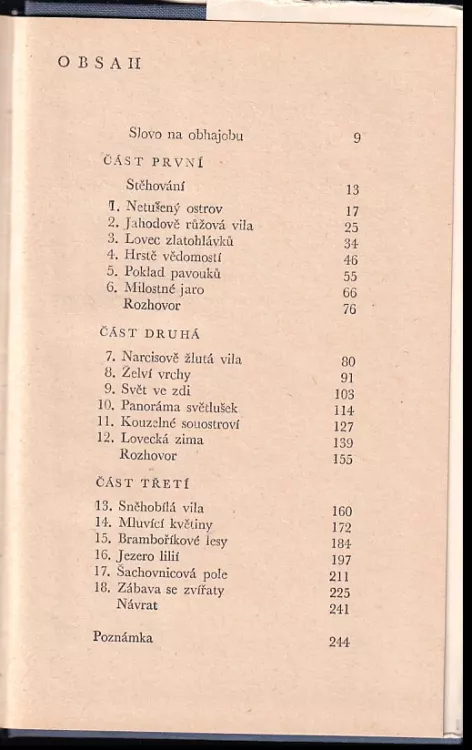 OBSAH
Slovo na obhajobu 9
ČÁST PRVNÍ
Stěhování 13
1. Netušený ostrov 17
2. Jahodově růžová vila 25
3. Lovec zlatohlávků 34
4. Hrstě vědomostí 46
5. Poklad pavouků 55
6. Milostné jaro 66
Rozhovor 76
ČÁST DRUHÁ
7. Narcisově žlutá vila 80
8. Želví vrchy 91
9. Svět ve zdi 103
10. Panoráma světlušek 114
11. Kouzelné souostroví 127
12. Lovecká zima 139
Rozhovor 155
ČÁST TŘETÍ
13. Sněhobílá vila 160
14. Mluvící květiny 172
15. Bramboříkové lesy 184
16. Jezero lilií 197
17. Šachovnicová pole 211
18. Zábava se zvířaty 225
Návrat 241
Poznámka 244